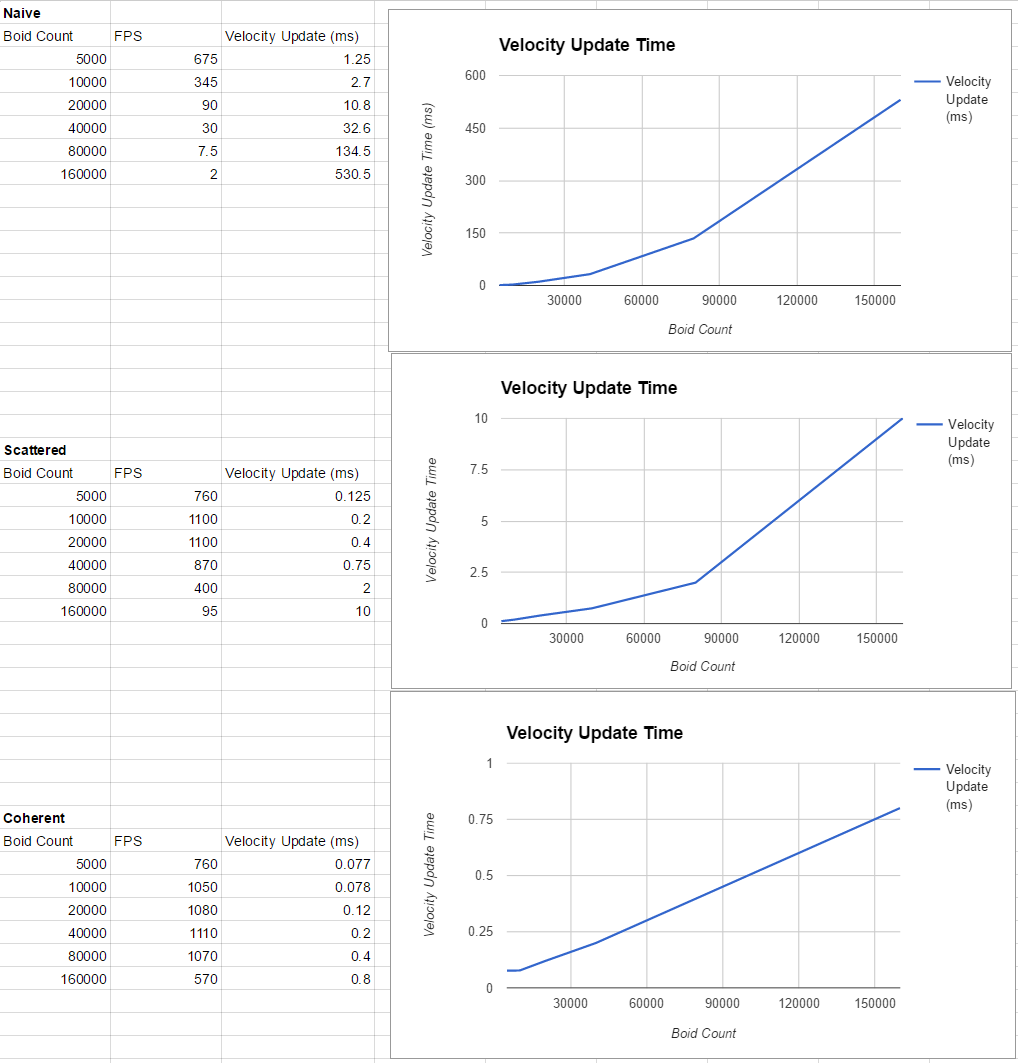 Naive
Boid Count FPS Velocity Update (ms)
5000 675 1.25
10000 345 2.7
20000 90 10.8
40000 30 32.6
80000 7.5 134.5
160000 2 530.5
Velocity Update Time
600
450
300
150
0
Velocity Update Time (ms)
30000 60000 90000 120000 150000
Boid Count
Velocity
Update
(ms)
Scattered
Boid Count FPS Velocity Update (ms)
5000 760 0.125
10000 1100 0.2
20000 1100 0.4
40000 870 0.75
80000 400 2
160000 95 10
Velocity Update Time
10
7.5
5
2.5
0
Velocity Update Time
30000 60000 90000 120000 150000
Boid Count
Velocity
Update
(ms)
Coherent
Boid Count FPS Velocity Update (ms)
5000 760 0.077
10000 1050 0.078
20000 1080 0.12
40000 1110 0.2
80000 1070 0.4
160000 570 0.8
Velocity Update Time
1
0.75
0.5
0.25
0
Velocity Update Time
30000 60000 90000 120000 150000
Boid Count
Velocity
Update
(ms)